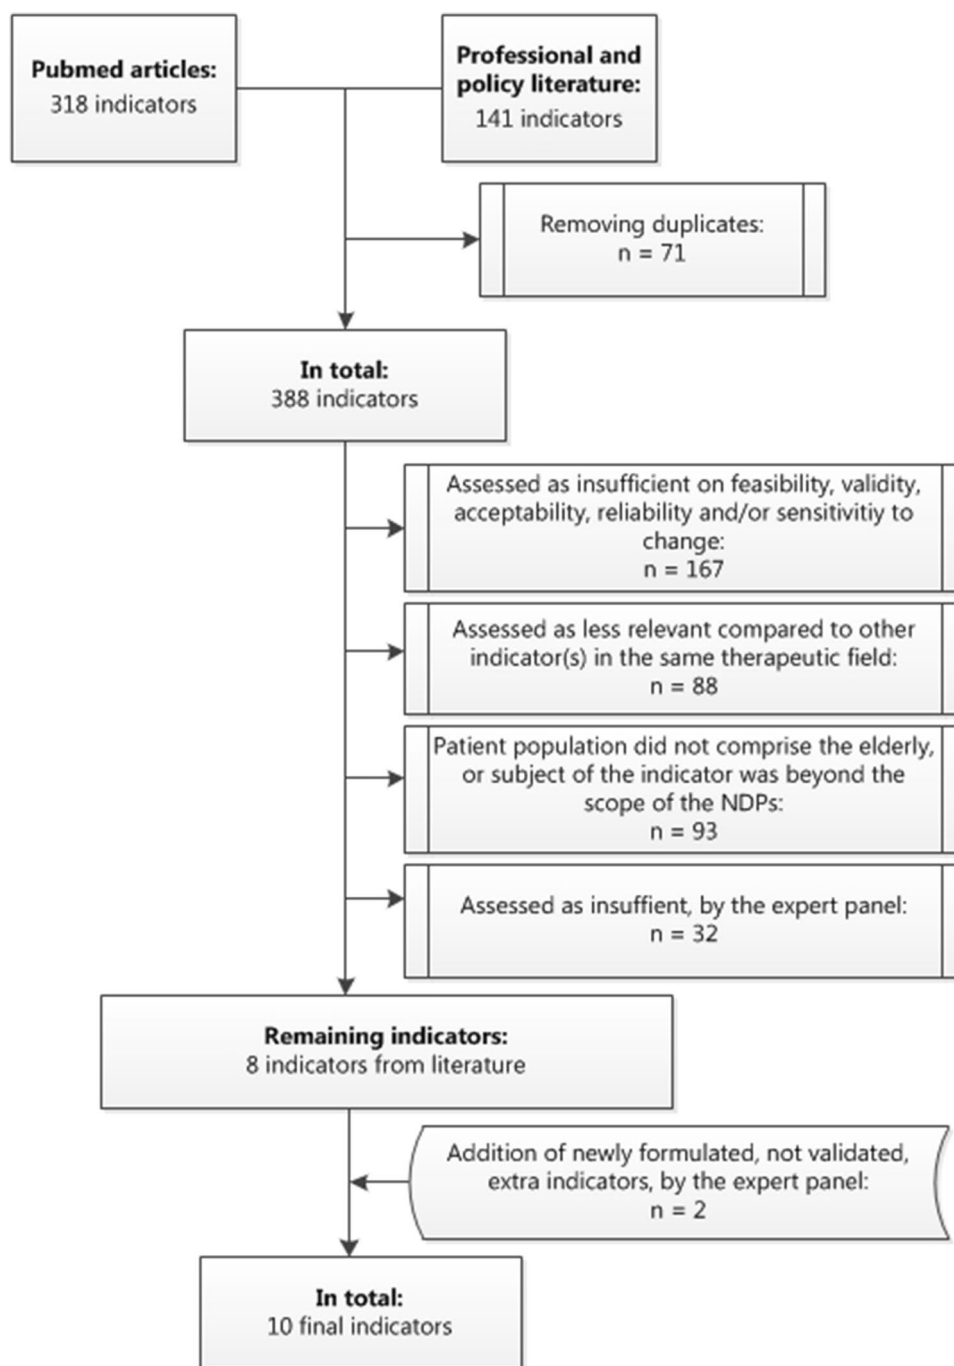 Pubmed articles:
318 indicators
Professional and
policy literature:
141 indicators
Removing duplicates:
n = 71
In total:
388 indicators
Assessed as insufficient on feasibility, validity,
acceptability, reliability and/or sensitivitiy to
change:
n = 167
Assessed as less relevant compared to other
indicator(s) in the same therapeutic field:
n = 88
Patient population did not comprise the elderly,
or subject of the indicator was beyond the
scope of the NDPs:
n = 93
Assessed as insuffient, by the expert panel:
n = 32
Remaining indicators:
8 indicators from literature
Addition of newly formulated, not validated,
extra indicators, by the expert panel:
n = 2
In total:
10 final indicators